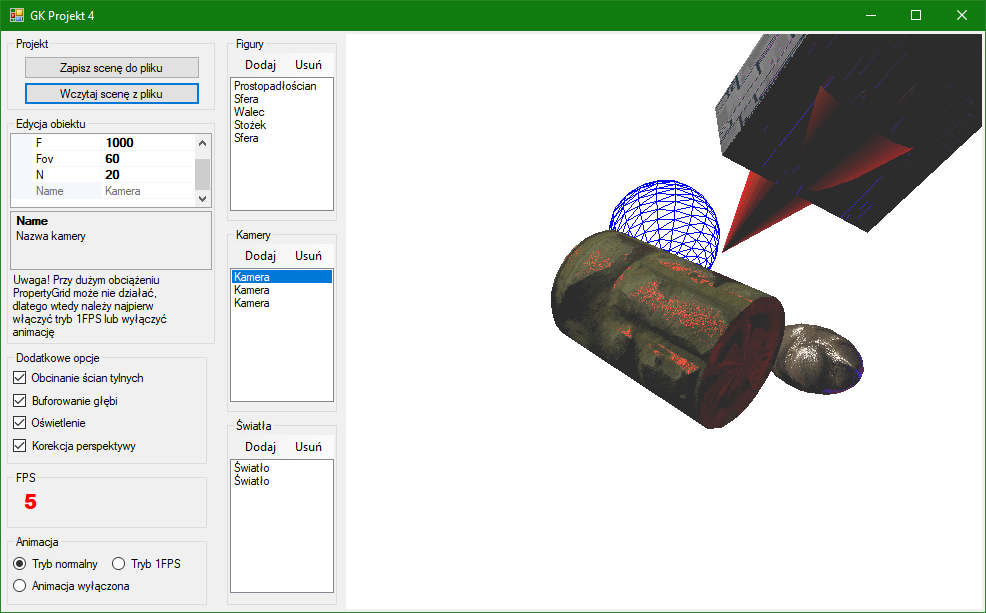 GK Projekt 4
Projekt
Zapisz scenę do pliku
Wczytaj scenę z pliku
Edycja obiektu
F 1000
Fov 60
N 20
Name Kamera
Name
Nazwa kamery
Uwaga! Przy dużym obciążeniu
PropertyGrid może nie działać,
dlatego wtedy należy najpierw
włączyć tryb 1FPS lub wyłączyć
animację
Dodatkowe opcje
Obcinanie ścian tylnych
Buforowanie głębi
Oświetlenie
Korekcja perspektywy
FPS
5
Animacja
Tryb normalny Tryb 1FPS
Animacja wyłączona
Figury
Dodaj Usuń
Prostopadłościan
Sfera
Walec
Stożek
Sfera
Kamery
Dodaj Usuń
Kamera
Kamera
Kamera
Światła
Dodaj Usuń
Światło
Światło